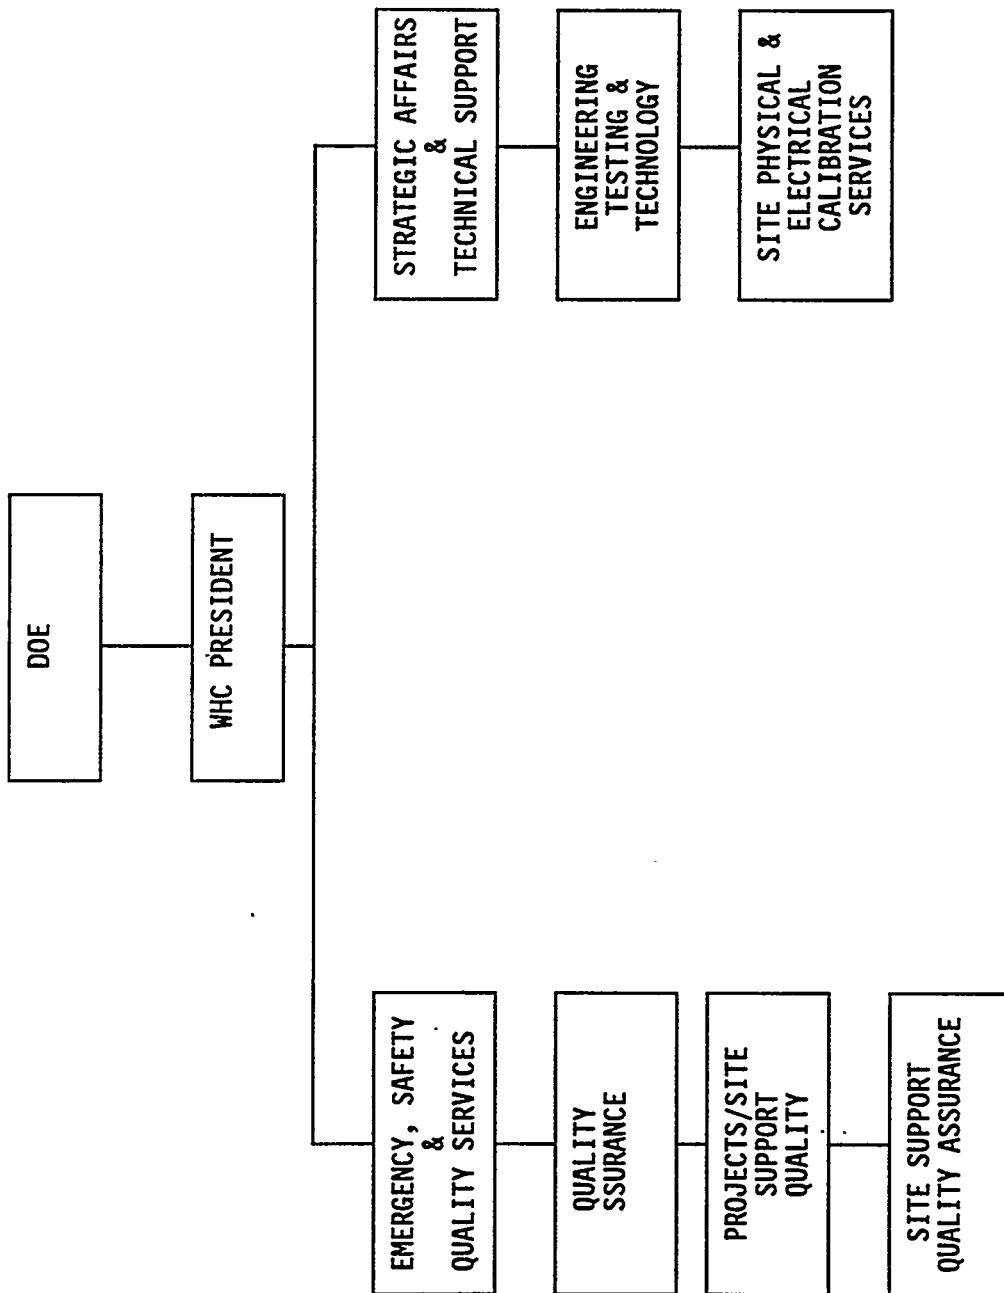 DOE
WHC PRESIDENT
EMERGENCY, SAFETY
&
QUALITY SERVICES
QUALITY
SSURANCE
PROJECTS/SITE
SUPPORT
QUALITY
SITE SUPPORT
QUALITY ASSURANCE
STRATEGIC AFFAIRS
&
TECHNICAL SUPPORT
ENGINEERING
TESTING &
TECHNOLOGY
SITE PHYSICAL &
ELECTRICAL
CALIBRATION
SERVICES